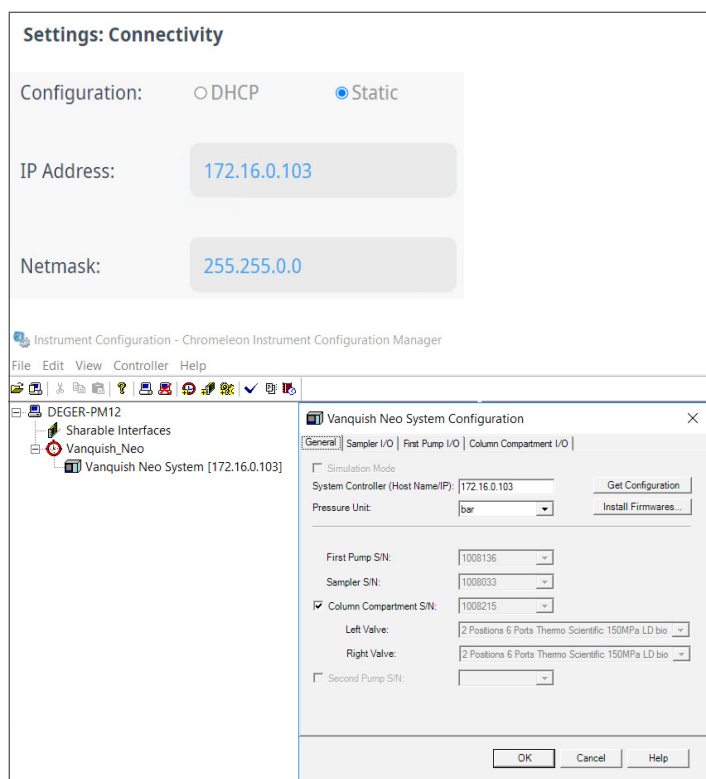 Settings: Connectivity
Configuration: DHCP Static
IP Address: 172.16.0.103
Netmask: 255.255.0.0
Instrument Configuration - Chromeleon Instrument Configuration Manager
File Edit View Controller Help
DEGER-PM12
Sharable Interfaces
Vanquish_Neo
Vanquish Neo System [172.16.0.103]
Vanquish Neo System Configuration
General Sampler I/O First Pump I/O Column Compartment I/O
Simulation Mode
System Controller (Host Name/IP): 172.16.0.103 Get Configuration
Pressure Unit: bar Install Firmwares...
First Pump S/N: 1008136
Sampler S/N: 1008033
Column Compartment S/N: 1008215
Left Valve: 2 Positions 6 Ports Thermo Scientific 150MPa LD bio
Right Valve: 2 Positions 6 Ports Thermo Scientific 150MPa LD bio
Second Pump S/N:
OK Cancel Help